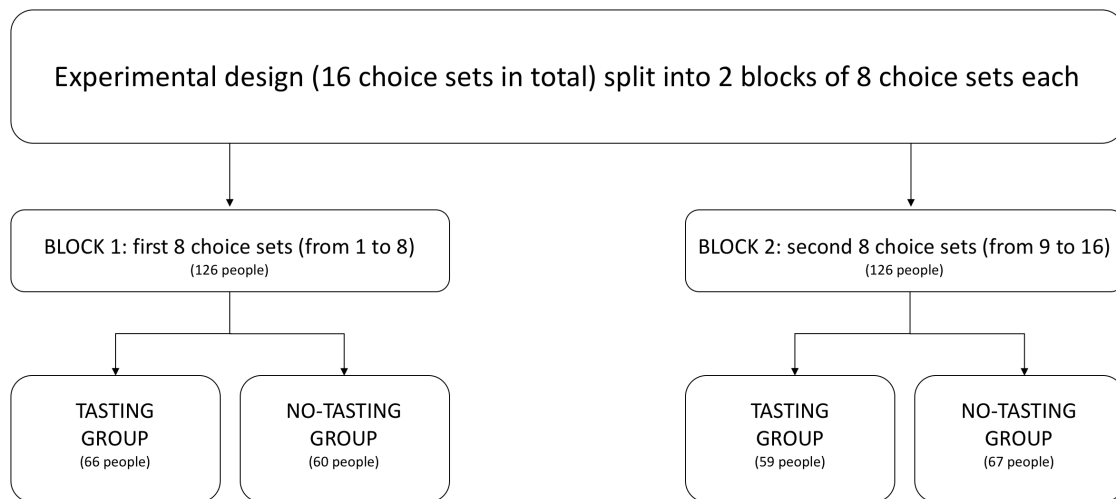 Experimental design (16 choice sets in total) split into 2 blocks of 8 choice sets each
BLOCK 1: first 8 choice sets (from 1 to 8)
(126 people)
BLOCK 2: second 8 choice sets (from 9 to 16)
(126 people)
TASTING
GROUP
(66 people)
NO-TASTING
GROUP
(60 people)
TASTING
GROUP
(59 people)
NO-TASTING
GROUP
(67 people)